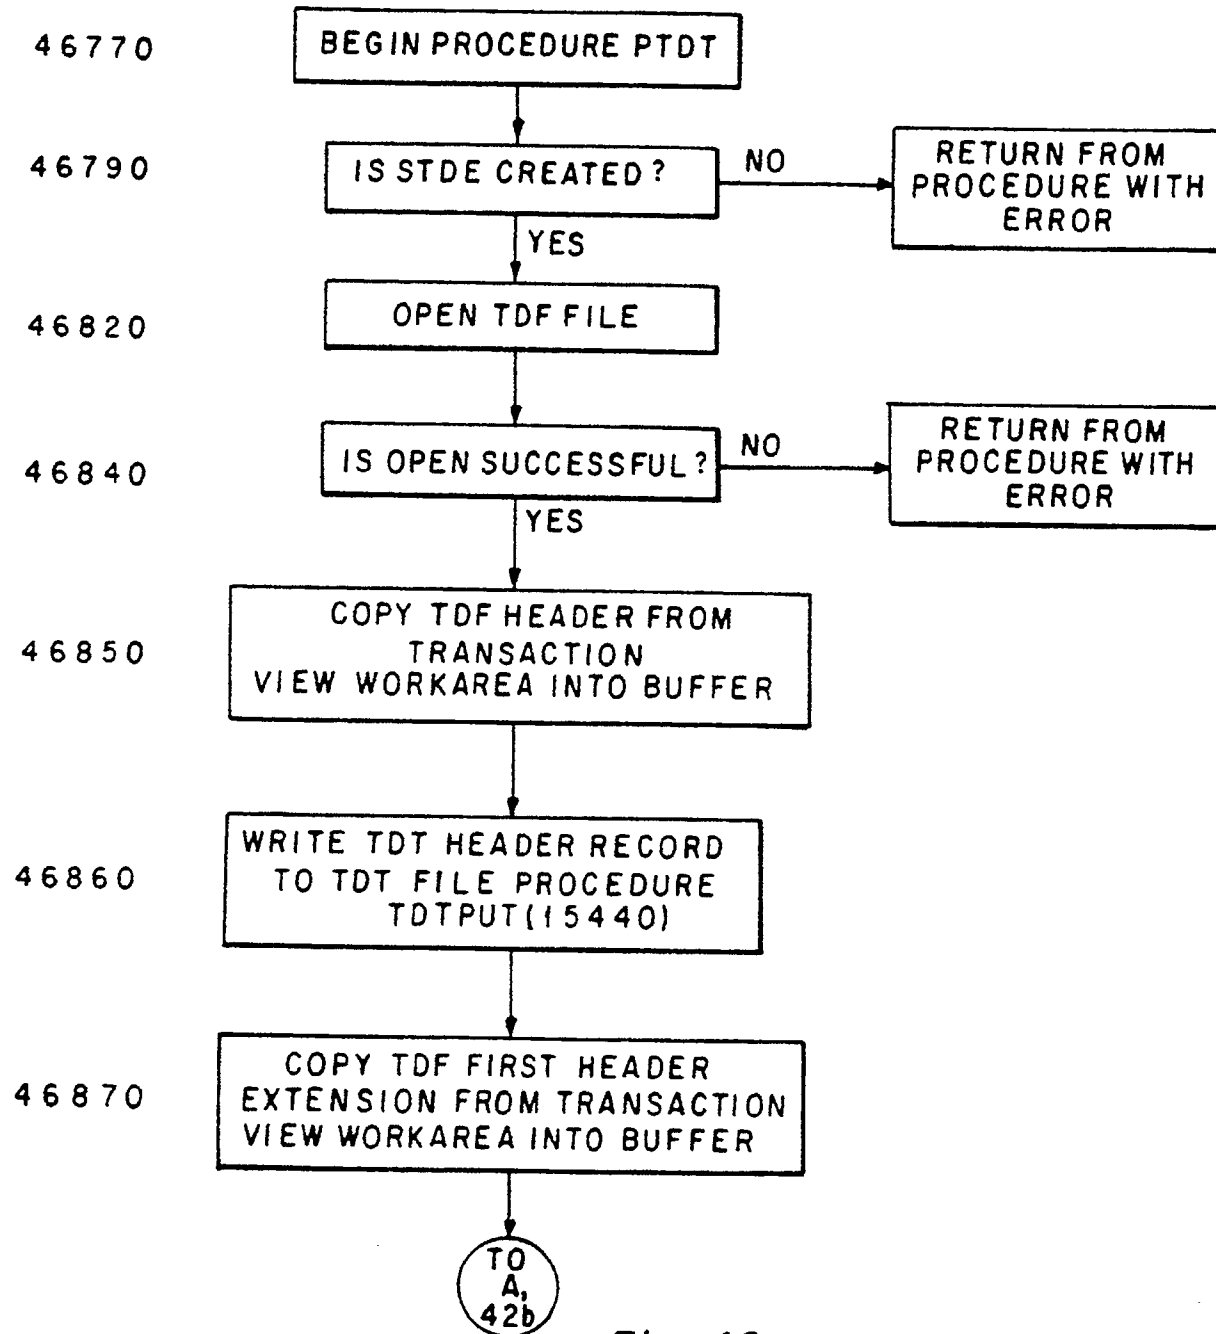 46770
BEGIN PROCEDURE PTDT
46790
IS STDE CREATED?
NO
RETURN FROM
PROCEDURE WITH
ERROR
YES
46820
OPEN TDF FILE
46840
IS OPEN SUCCESSFUL?
NO
RETURN FROM
PROCEDURE WITH
ERROR
YES
46850
COPY TDF HEADER FROM
TRANSACTION
VIEW WORKAREA INTO BUFFER
46860
WRITE TDT HEADER RECORD
TO TDT FILE PROCEDURE
TDTPUT(15440)
46870
COPY TDF FIRST HEADER
EXTENSION FROM TRANSACTION
VIEW WORKAREA INTO BUFFER
TO
A,
42b